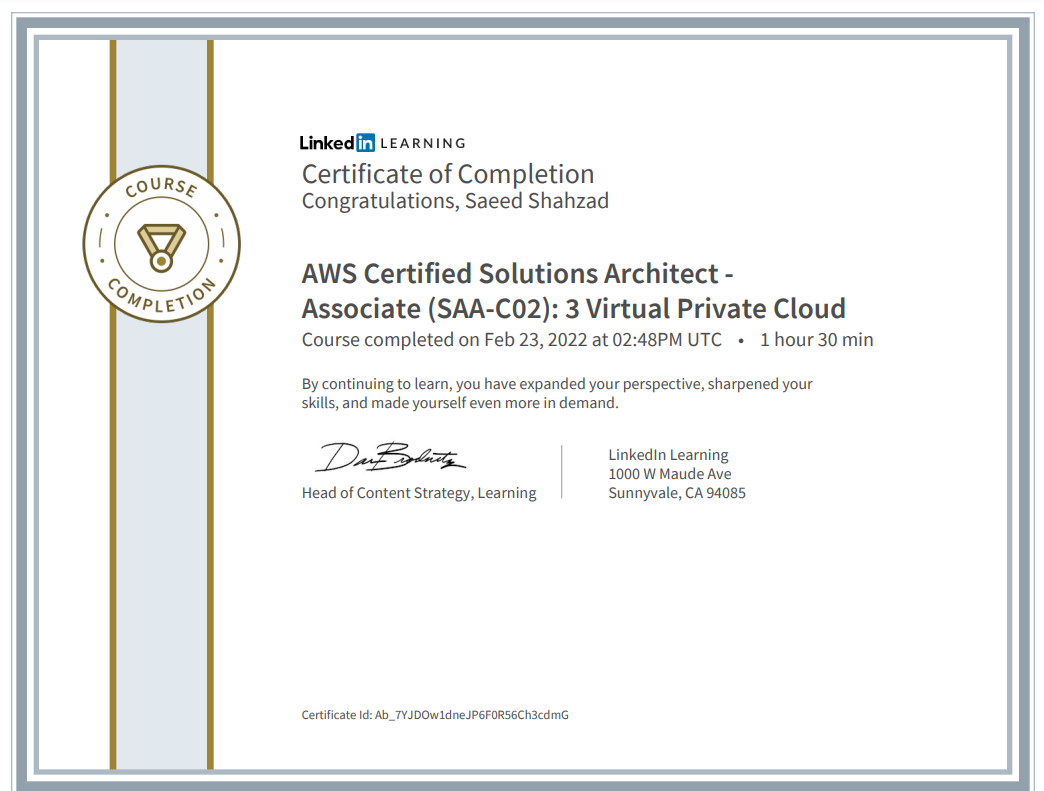 COURSE
COMPLETION
Linked in LEARNING
Certificate of Completion
Congratulations, Saeed Shahzad
AWS Certified Solutions Architect -
Associate (SAA-C02): 3 Virtual Private Cloud
Course completed on Feb 23, 2022 at 02:48PM UTC • 1 hour 30 min
By continuing to learn, you have expanded your perspective, sharpened your
skills, and made yourself even more in demand.
Head of Content Strategy, Learning
LinkedIn Learning
1000 W Maude Ave
Sunnyvale, CA 94085
Certificate Id: Ab_7YJDOw1dneJP6F0R56Ch3cdmG